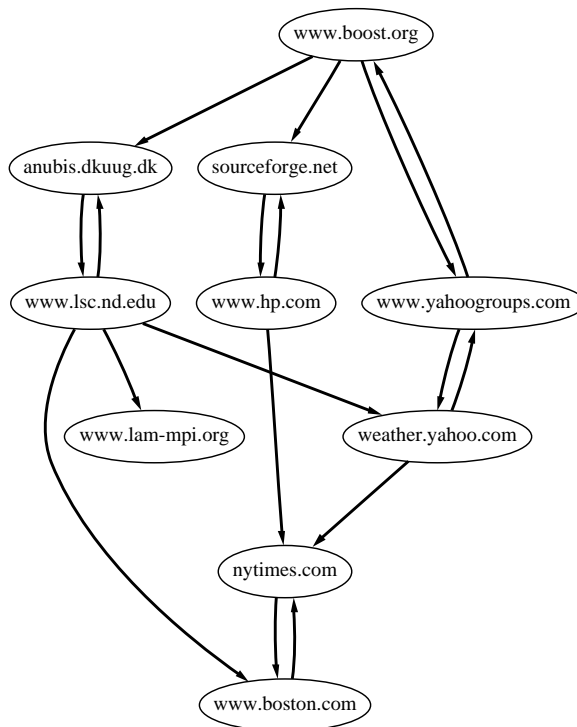 www.boost.org
anubis.dkuug.dk
sourceforge.net
www.lsc.nd.edu
www.hp.com
www.yahoogroups.com
www.lam-mpi.org
weather.yahoo.com
nytimes.com
www.boston.com